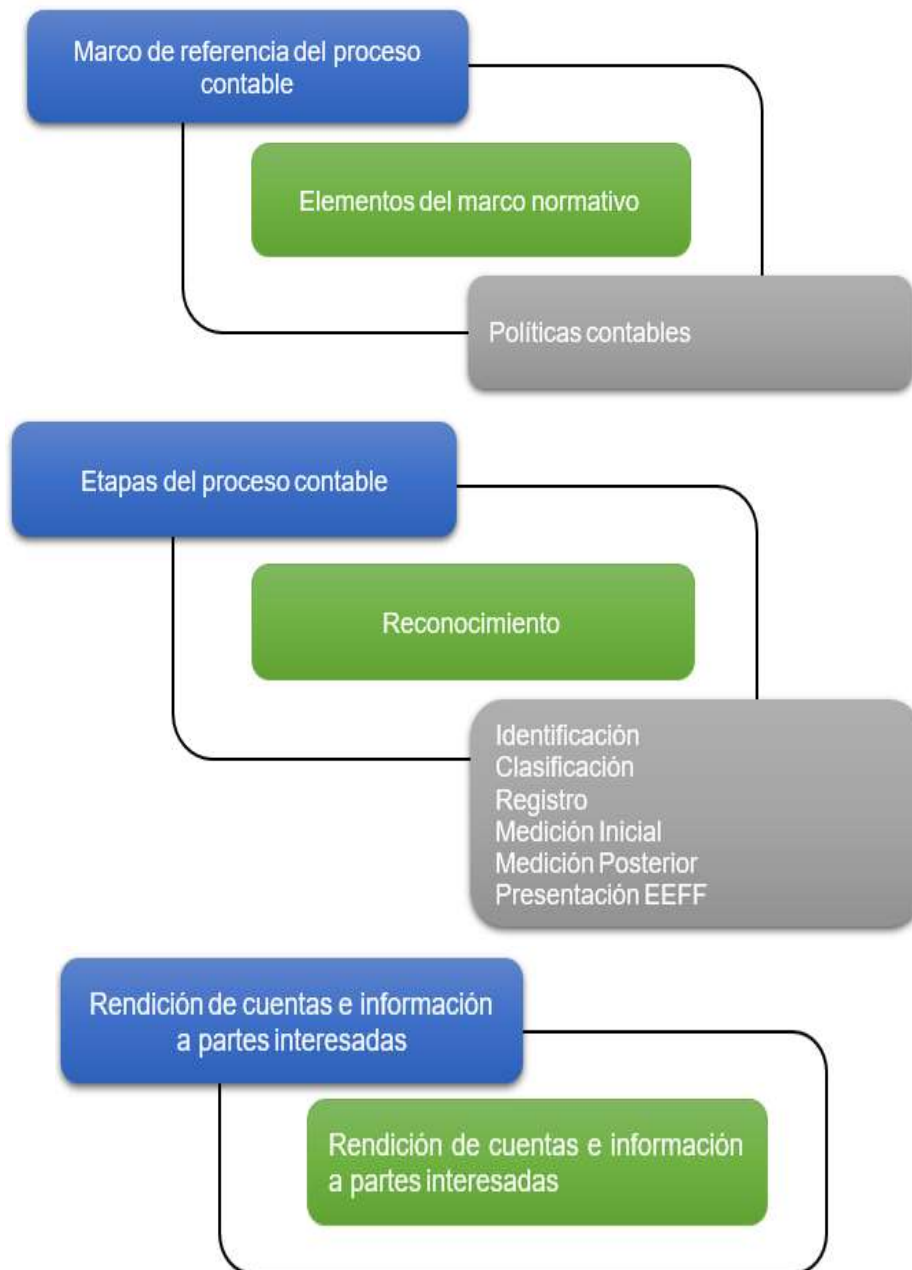 Marco de referencia del proceso
contable
Elementos del marco normativo
Políticas contables
Etapas del proceso contable
Reconocimiento
Identificación
Clasificación
Registro
Medición Inicial
Medición Posterior
Presentación EEFF
Rendición de cuentas e información
a partes interesadas
Rendición de cuentas e información
a partes interesadas